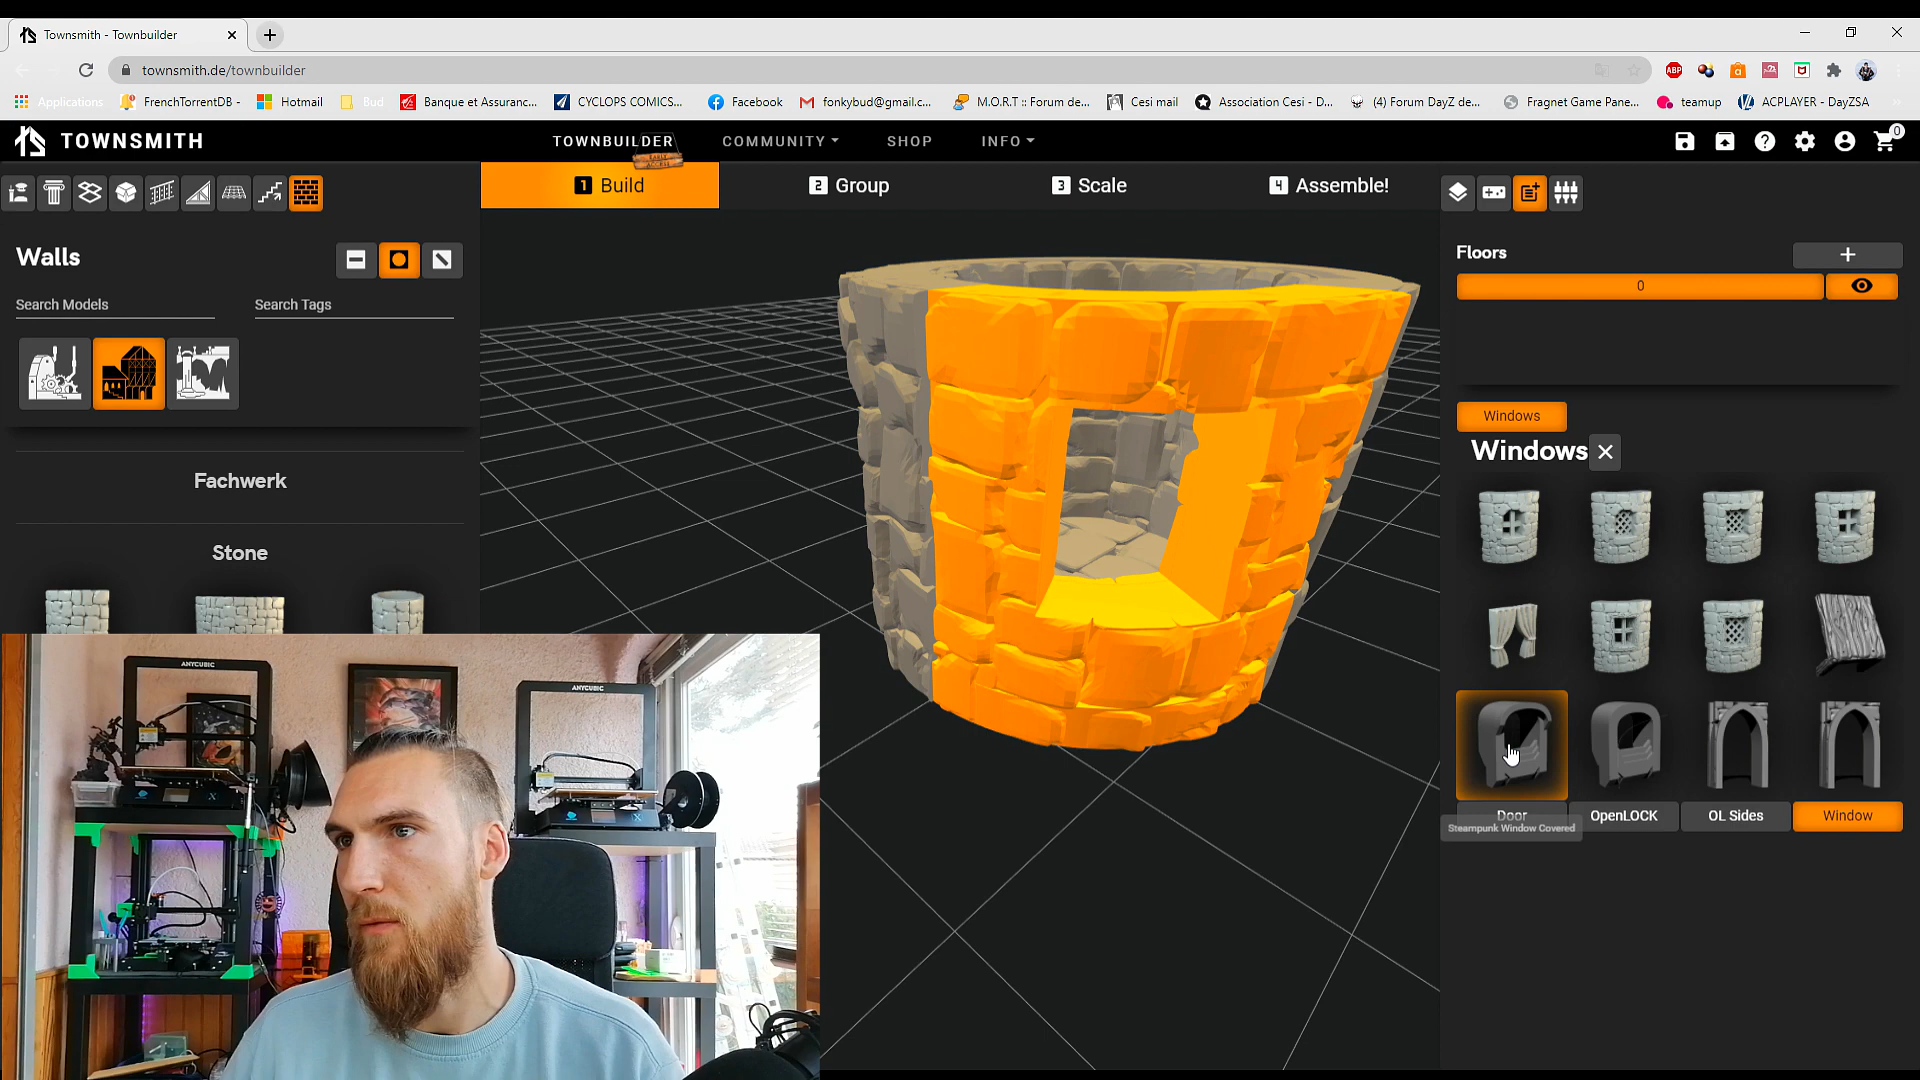 Townsmith - Townbuilder
townsmith.de/townbuilder
Applications
FrenchTorrentDB -
Hotmail
Bud
Banque et Assuranc...
CYCLOPS COMICS...
Facebook
fonkybud@gmail.c...
M.O.R.T :: Forum de...
Cesi mail
Association Cesi - D...
(4) Forum DayZ de...
Fragnet Game Pane...
teamup
ACPLAYER - DayZSA
ABP
TOWNSMITH
TOWNBUILDER
EARLY
ACCESS
COMMUNITY
SHOP
INFO
0
1 Build
2 Group
3 Scale
4 Assemble!
Walls
Search Models
Search Tags
Fachwerk
Stone
Floors
+
0
Windows
Windows
Door
OpenLOCK
OL Sides
Window
Steampunk Window Covered
ANYCUBIC
ANYCUBIC